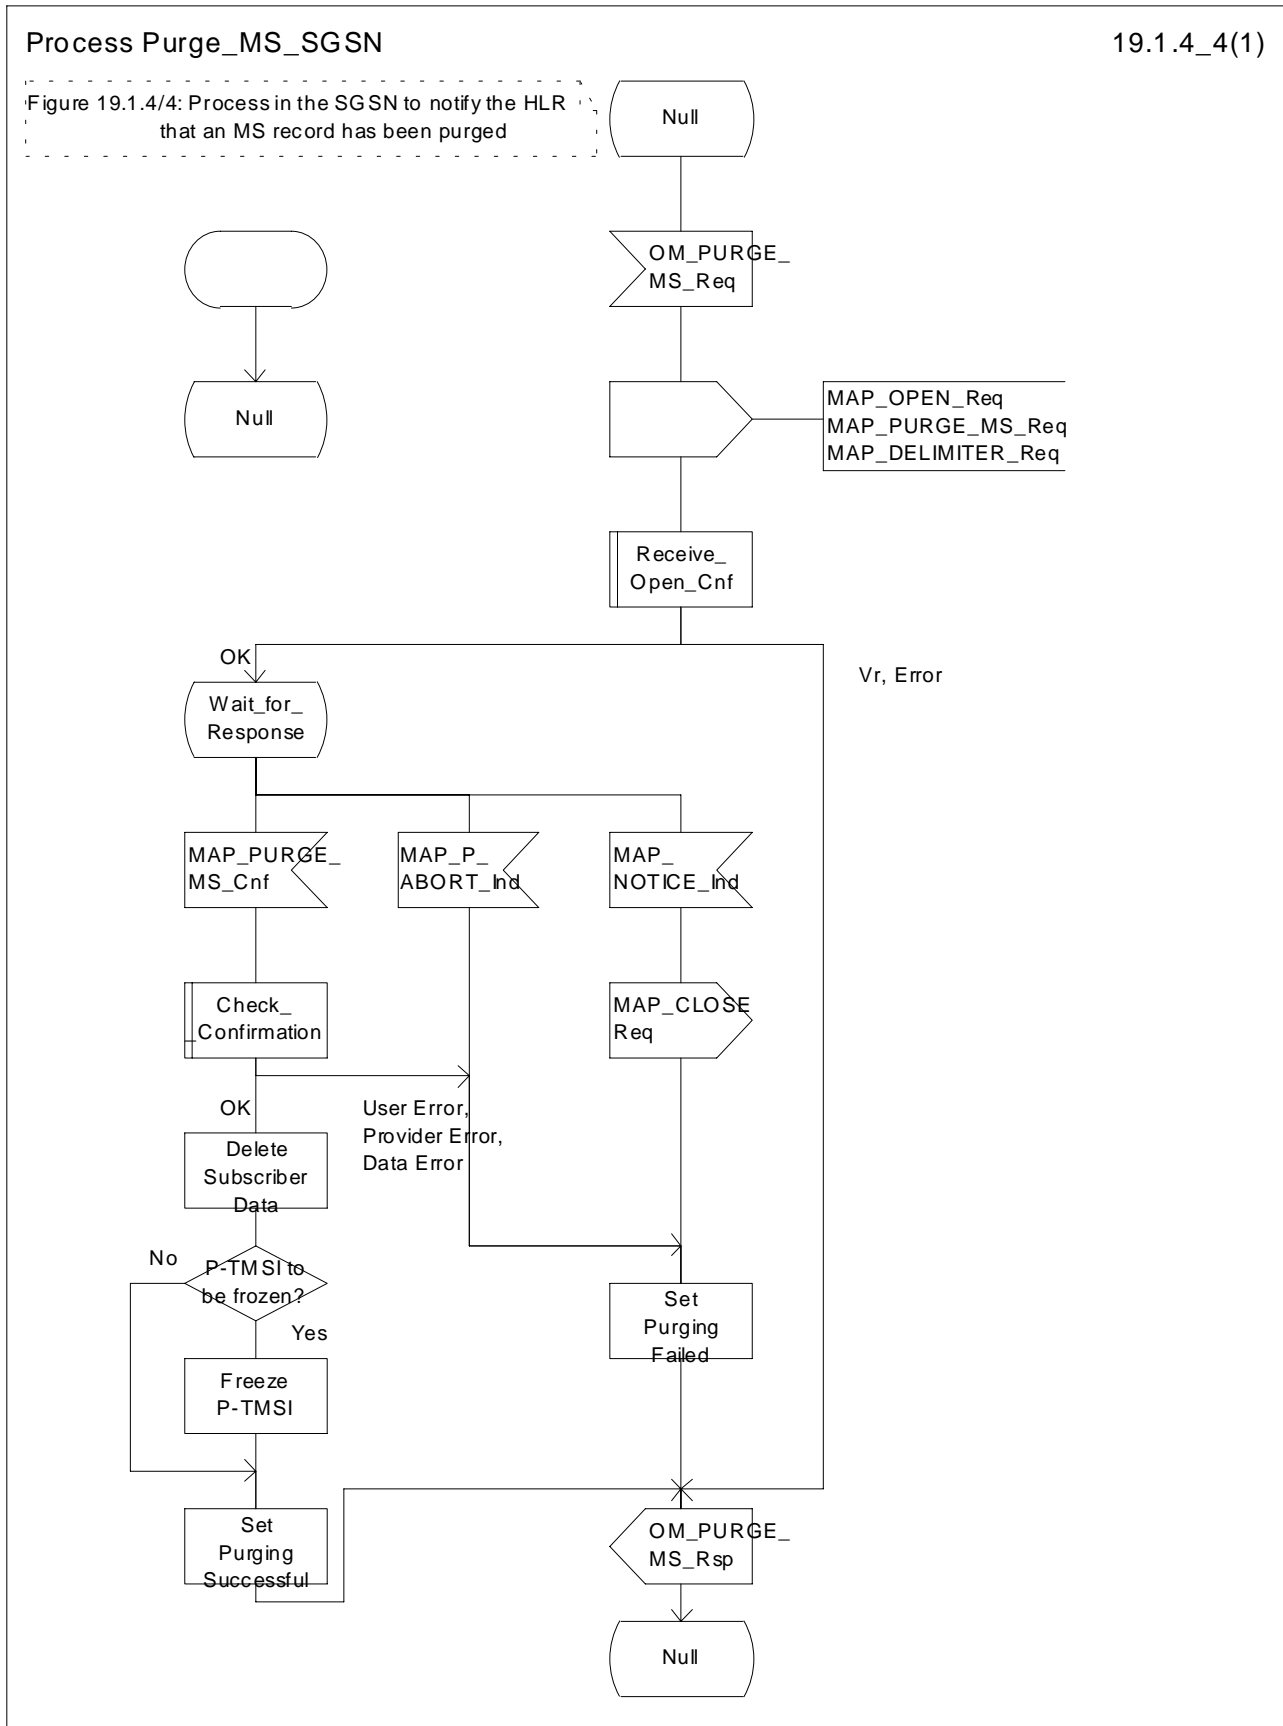 Process Purge_MS_SGSN
19.1.4_4(1)
Figure 19.1.4/4: Process in the SGSN to notify the HLR
that an MS record has been purged
Null
OM_PURGE_
MS_Req
Null
MAP_OPEN_Req
MAP_PURGE_MS_Req
MAP_DELIMITER_Req
Receive_
Open_Cnf
OK
Vr, Error
Wait_for_
Response
MAP_PURGE_
MS_Cnf
MAP_P_
ABORT_Ind
MAP_
NOTICE_Ind
Check_
_Confirmation
MAP_CLOSE
Req
OK
User Error,
Provider Error,
Data Error
Delete
Subscriber
Data
No
P-TMSI to
be frozen?
Yes
Set
Purging
Failed
Freeze
P-TMSI
Set
Purging
Successful
OM_PURGE_
MS_Rsp
Null